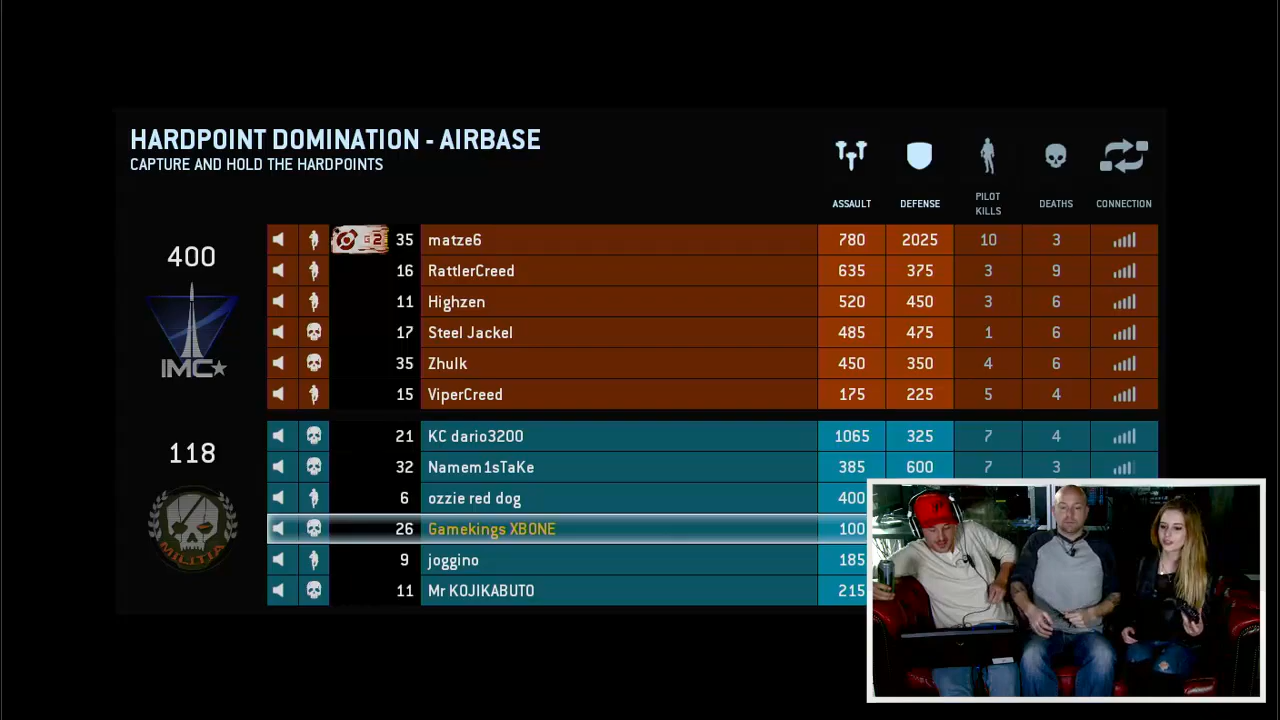 HARDPOINT DOMINATION - AIRBASE
CAPTURE AND HOLD THE HARDPOINTS
ASSAULT DEFENSE PILOT KILLS DEATHS CONNECTION
400
IMC
G2 35 matze6 780 2025 10 3
16 RattlerCreed 635 375 3 9
11 Highzen 520 450 3 6
17 Steel Jackel 485 475 1 6
35 Zhulk 450 350 4 6
15 ViperCreed 175 225 5 4
118
MILITIA
21 KC dario3200 1065 325 7 4
32 Namem1sTaKe 385 600 7 3
6 ozzie red dog 400
26 Gamekings XBONE 100
9 joggino 185
11 Mr KOJIKABUTO 215